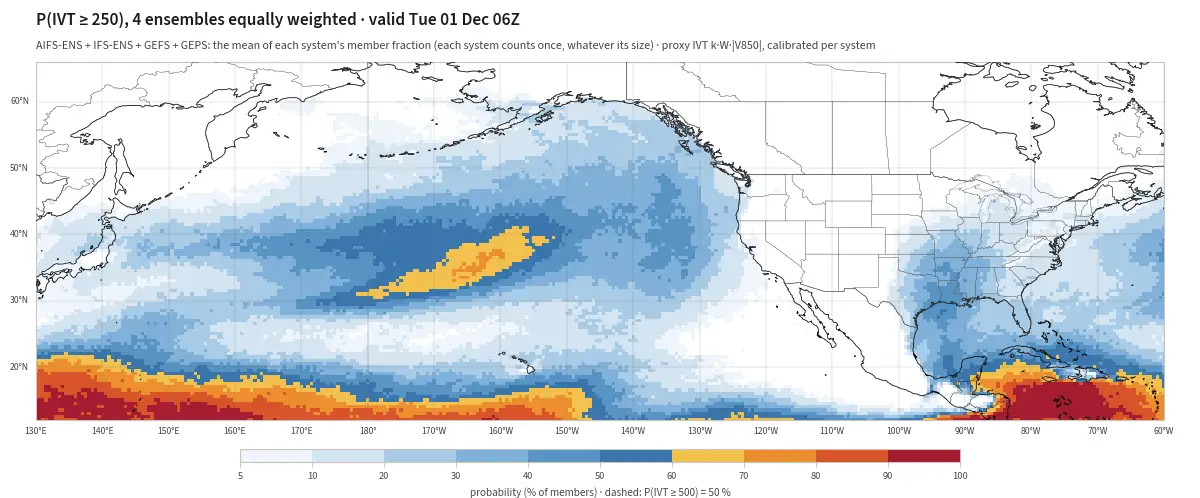 P(IVT ≥ 250), 4 ensembles equally weighted · valid Tue 01 Dec 06Z
AIFS-ENS + IFS-ENS + GEFS + GEPS: the mean of each system's member fraction (each system counts once, whatever its size) · proxy IVT k·W·|V850|, calibrated per system
60°N
50°N
40°N
30°N
20°N
130°E 140°E 150°E 160°E 170°E 180° 170°W 160°W 150°W 140°W 130°W 120°W 110°W 100°W 90°W 80°W 70°W 60°W
5 10 20 30 40 50 60 70 80 90 100
probability (% of members) · dashed: P(IVT ≥ 500) = 50 %